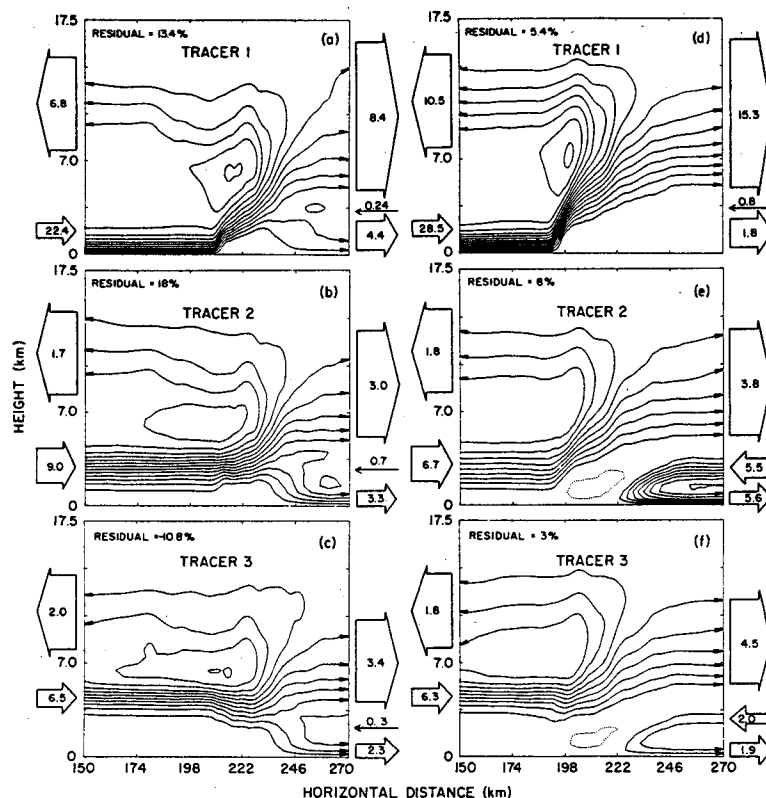 17.5
RESIDUAL = 13.4%
(a)
TRACER 1
6.8
8.4
7.0
0.24
22.4
4.4
0
17.5
RESIDUAL = 18%
(b)
TRACER 2
1.7
3.0
7.0
9.0
0.7
3.3
0
17.5
RESIDUAL =-10.8%
(c)
TRACER 3
2.0
3.4
7.0
6.5
0.3
2.3
0
150 174 198 222 246 270
RESIDUAL = 5.4%
(d)
TRACER 1
17.5
10.5
15.3
7.0
0.8
28.5
1.8
0
RESIDUAL = 8%
(e)
TRACER 2
17.5
1.8
3.8
7.0
6.7
5.5
5.6
0
RESIDUAL = 3%
(f)
TRACER 3
17.5
1.8
4.5
7.0
6.3
2.0
1.9
0
150 174 198 222 246 270
HEIGHT (km)
HORIZONTAL DISTANCE (km)